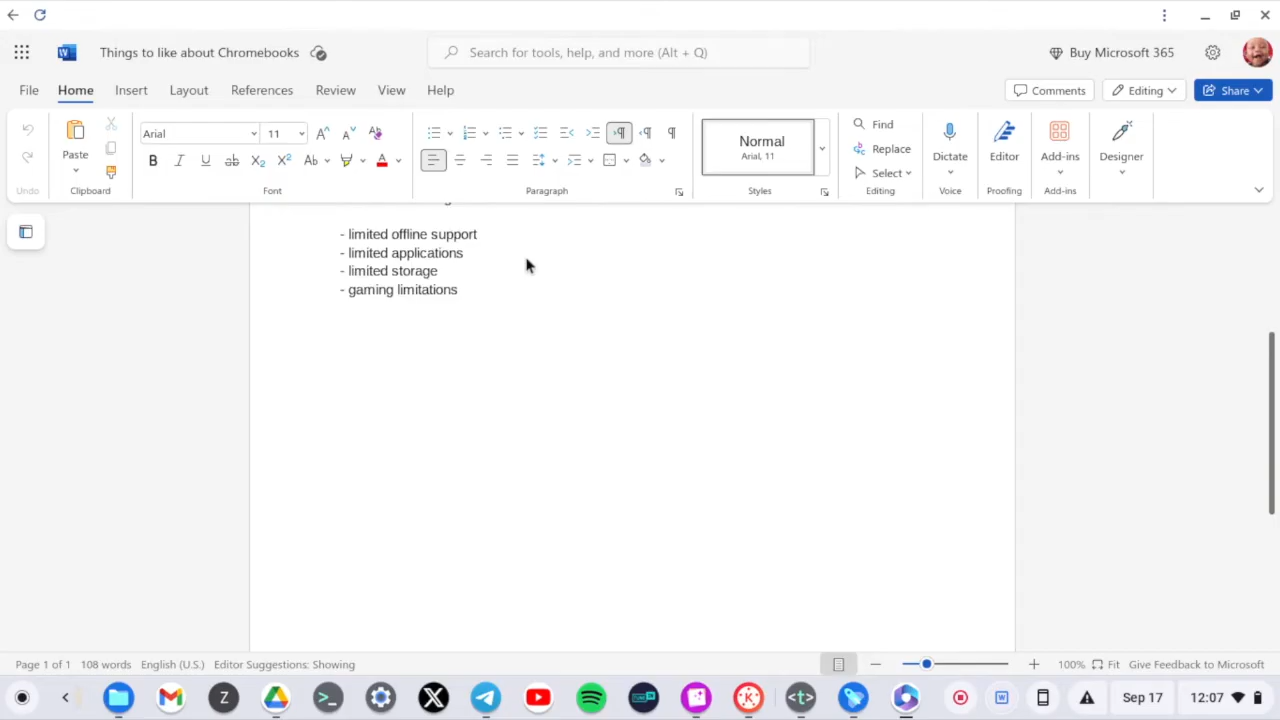 Things to like about Chromebooks
Search for tools, help, and more (Alt + Q)
Buy Microsoft 365
File Home Insert Layout References Review View Help
Comments Editing Share
Arial 11
Paste
Normal
Arial, 11
Find
Replace
Select
Dictate
Editor
Add-ins
Designer
Undo Clipboard Font Paragraph Styles Editing Voice Proofing Add-ins
- limited offline support
- limited applications
- limited storage
- gaming limitations
Page 1 of 1 108 words English (U.S.) Editor Suggestions: Showing 100% Fit Give Feedback to Microsoft
Sep 17 12:07